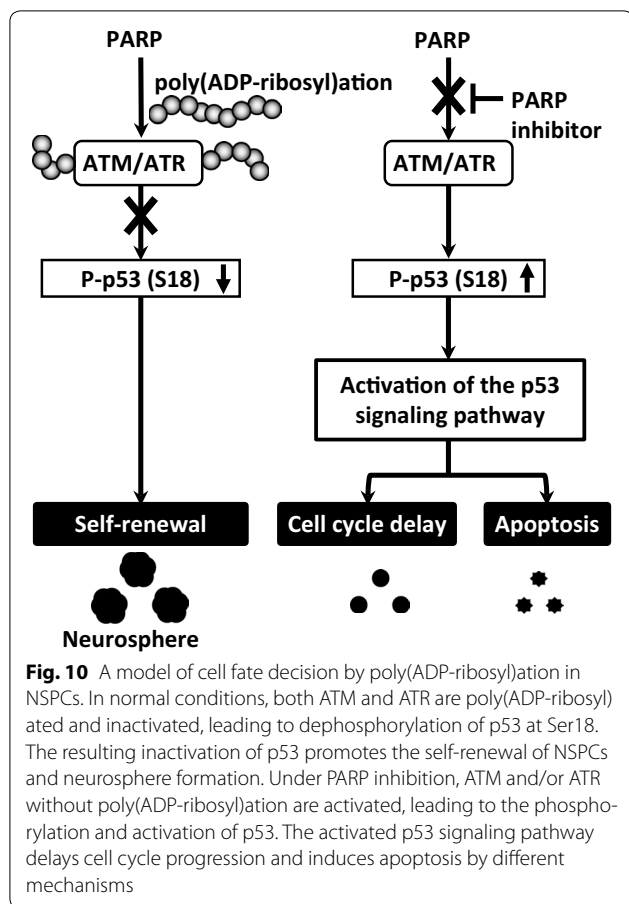 PARP
poly(ADP-ribosyl)ation
ATM/ATR
P-p53 (S18)
Self-renewal
Neurosphere
PARP
PARP
inhibitor
ATM/ATR
P-p53 (S18)
Activation of the p53
signaling pathway
Cell cycle delay
Apoptosis
Fig. 10 A model of cell fate decision by poly(ADP-ribosyl)ation in
NSPCs. In normal conditions, both ATM and ATR are poly(ADP-ribosyl)
ated and inactivated, leading to dephosphorylation of p53 at Ser18.
The resulting inactivation of p53 promotes the self-renewal of NSPCs
and neurosphere formation. Under PARP inhibition, ATM and/or ATR
without poly(ADP-ribosyl)ation are activated, leading to the phospho-
rylation and activation of p53. The activated p53 signaling pathway
delays cell cycle progression and induces apoptosis by different
mechanisms